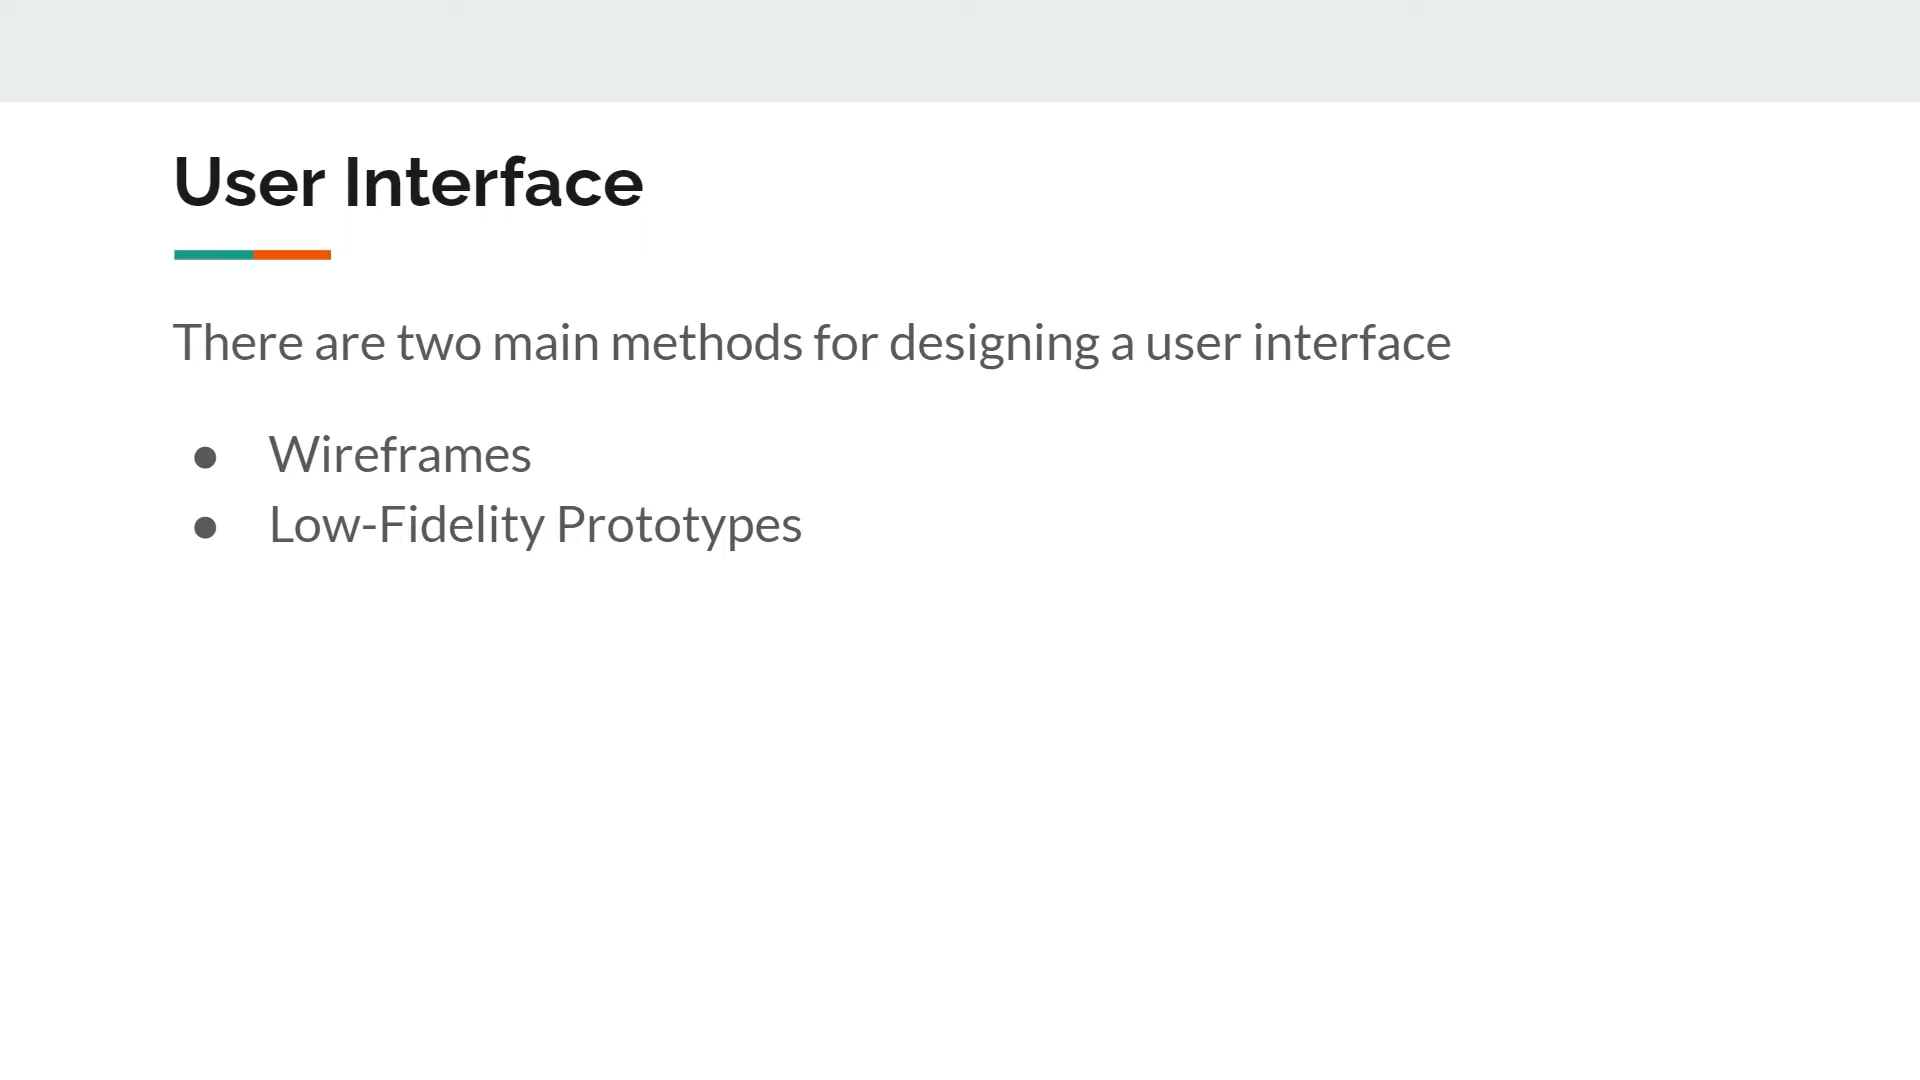 User Interface
There are two main methods for designing a user interface
● Wireframes
● Low-Fidelity Prototypes